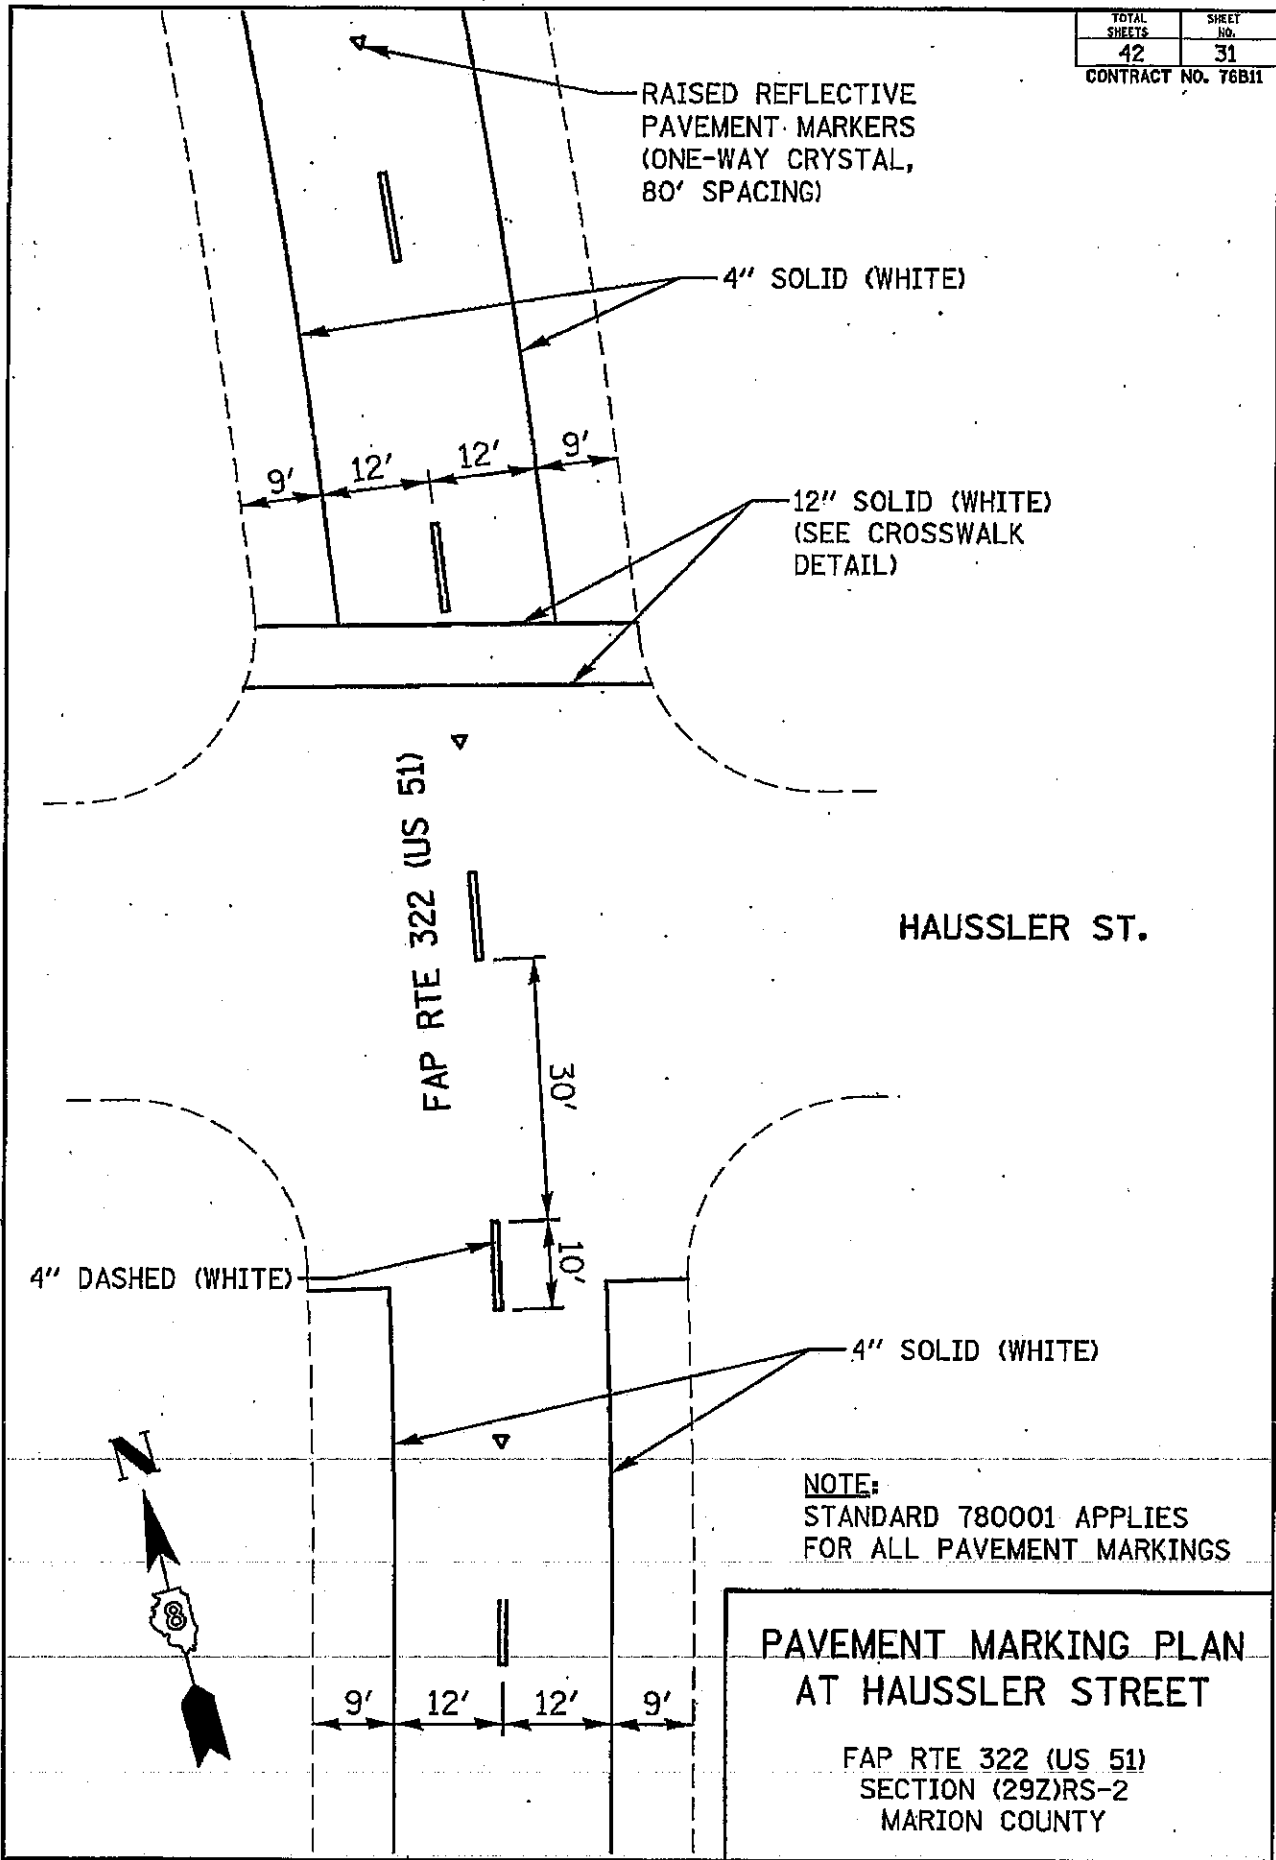 TOTAL SHEETS
SHEET NO.
42
31
CONTRACT NO. 76B11
RAISED REFLECTIVE
PAVEMENT MARKERS
(ONE-WAY CRYSTAL,
80' SPACING)
4" SOLID (WHITE)
9'
12'
12'
9'
12" SOLID (WHITE)
(SEE CROSSWALK
DETAIL)
FAP RTE 322 (US 51)
HAUSSLER ST.
30'
10'
4" DASHED (WHITE)
4" SOLID (WHITE)
N
8
NOTE:
STANDARD 780001 APPLIES
FOR ALL PAVEMENT MARKINGS
9'
12'
12'
9'
PAVEMENT MARKING PLAN
AT HAUSSLER STREET
FAP RTE 322 (US 51)
SECTION (29Z)RS-2
MARION COUNTY